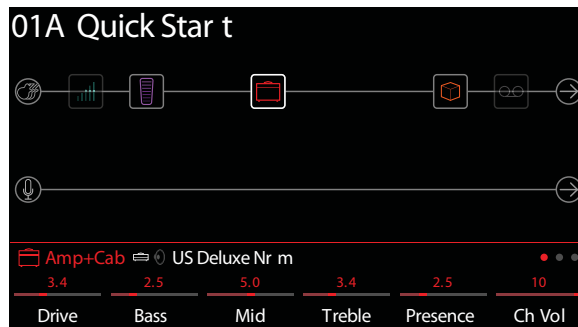 01A Quick Star t
Amp+Cab US Deluxe Nr m
3.4 2.5 5.0 3.4 2.5 10
Drive Bass Mid Treble Presence Ch Vol